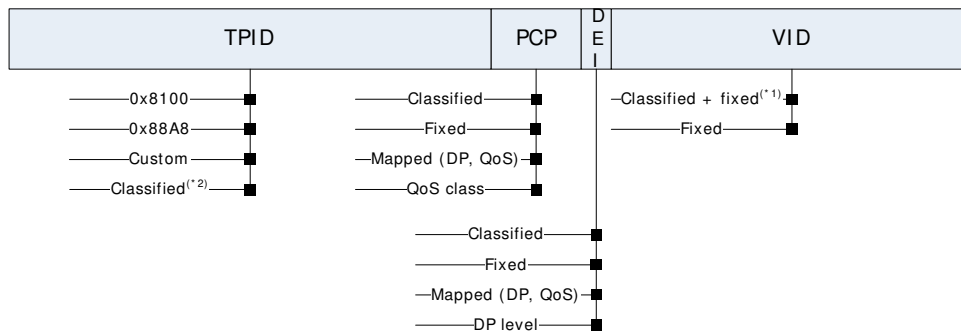 TPID PCP DEI VID
0x8100
0x88A8
Custom
Classified(*2)
Classified
Fixed
Mapped (DP, QoS)
QoS class
Classified
Fixed
Mapped (DP, QoS)
DP level
Classified + fixed(*1)
Fixed